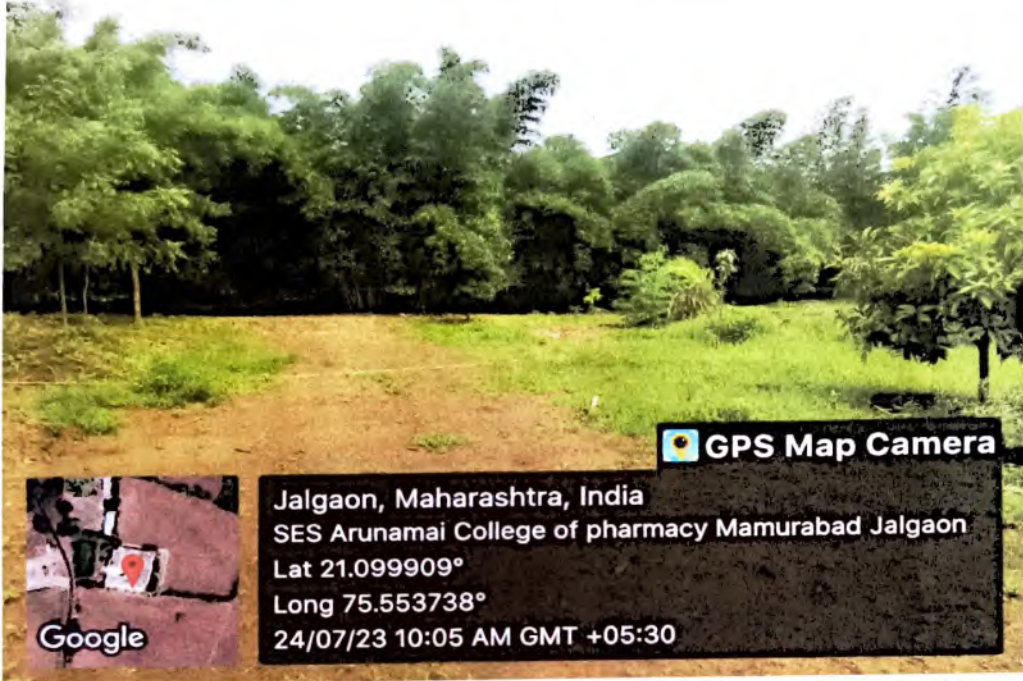 GPS Map Camera
Jalgaon, Maharashtra, India
SES Arunamai College of pharmacy Mamurabad Jalgaon
Lat 21.099909°
Long 75.553738°
24/07/23 10:05 AM GMT +05:30
Google